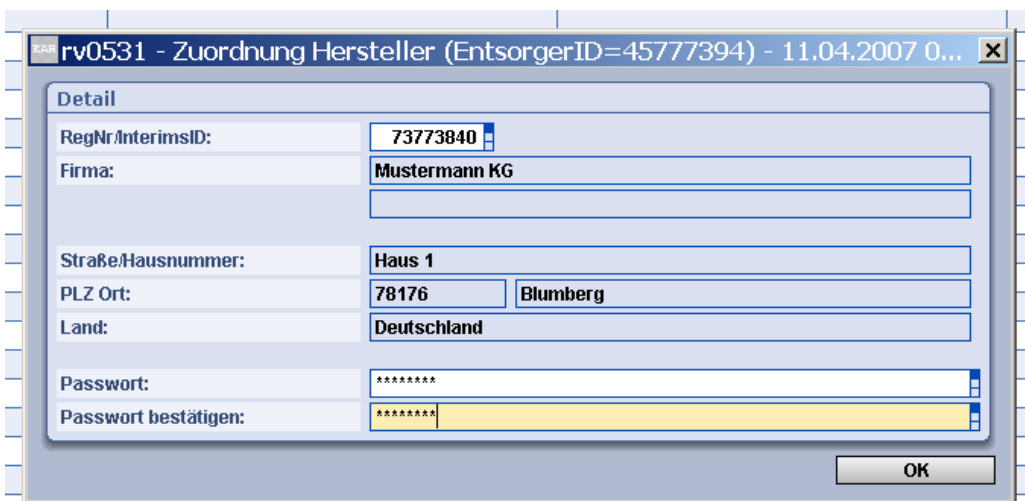 EAR rv0531 - Zuordnung Hersteller (EntsorgerID=45777394) - 11.04.2007 0...
Detail
RegNr/InterimsID: 73773840
Firma: Mustermann KG
Straße/Hausnummer: Haus 1
PLZ Ort: 78176 Blumberg
Land: Deutschland
Passwort: ********
Passwort bestätigen: ********
OK